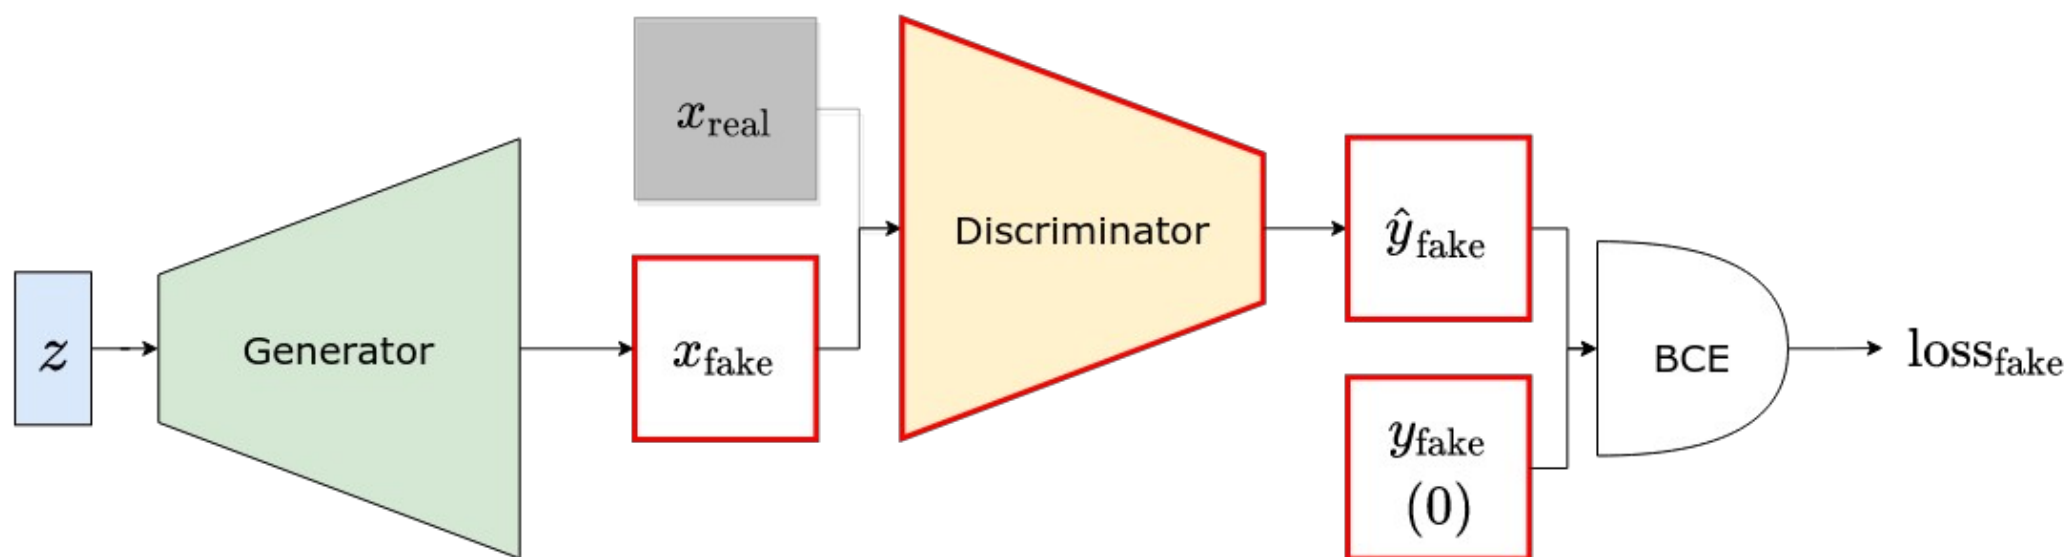 z
Generator
x_real
x_fake
Discriminator
ŷ_fake
y_fake
(0)
BCE
loss_fake